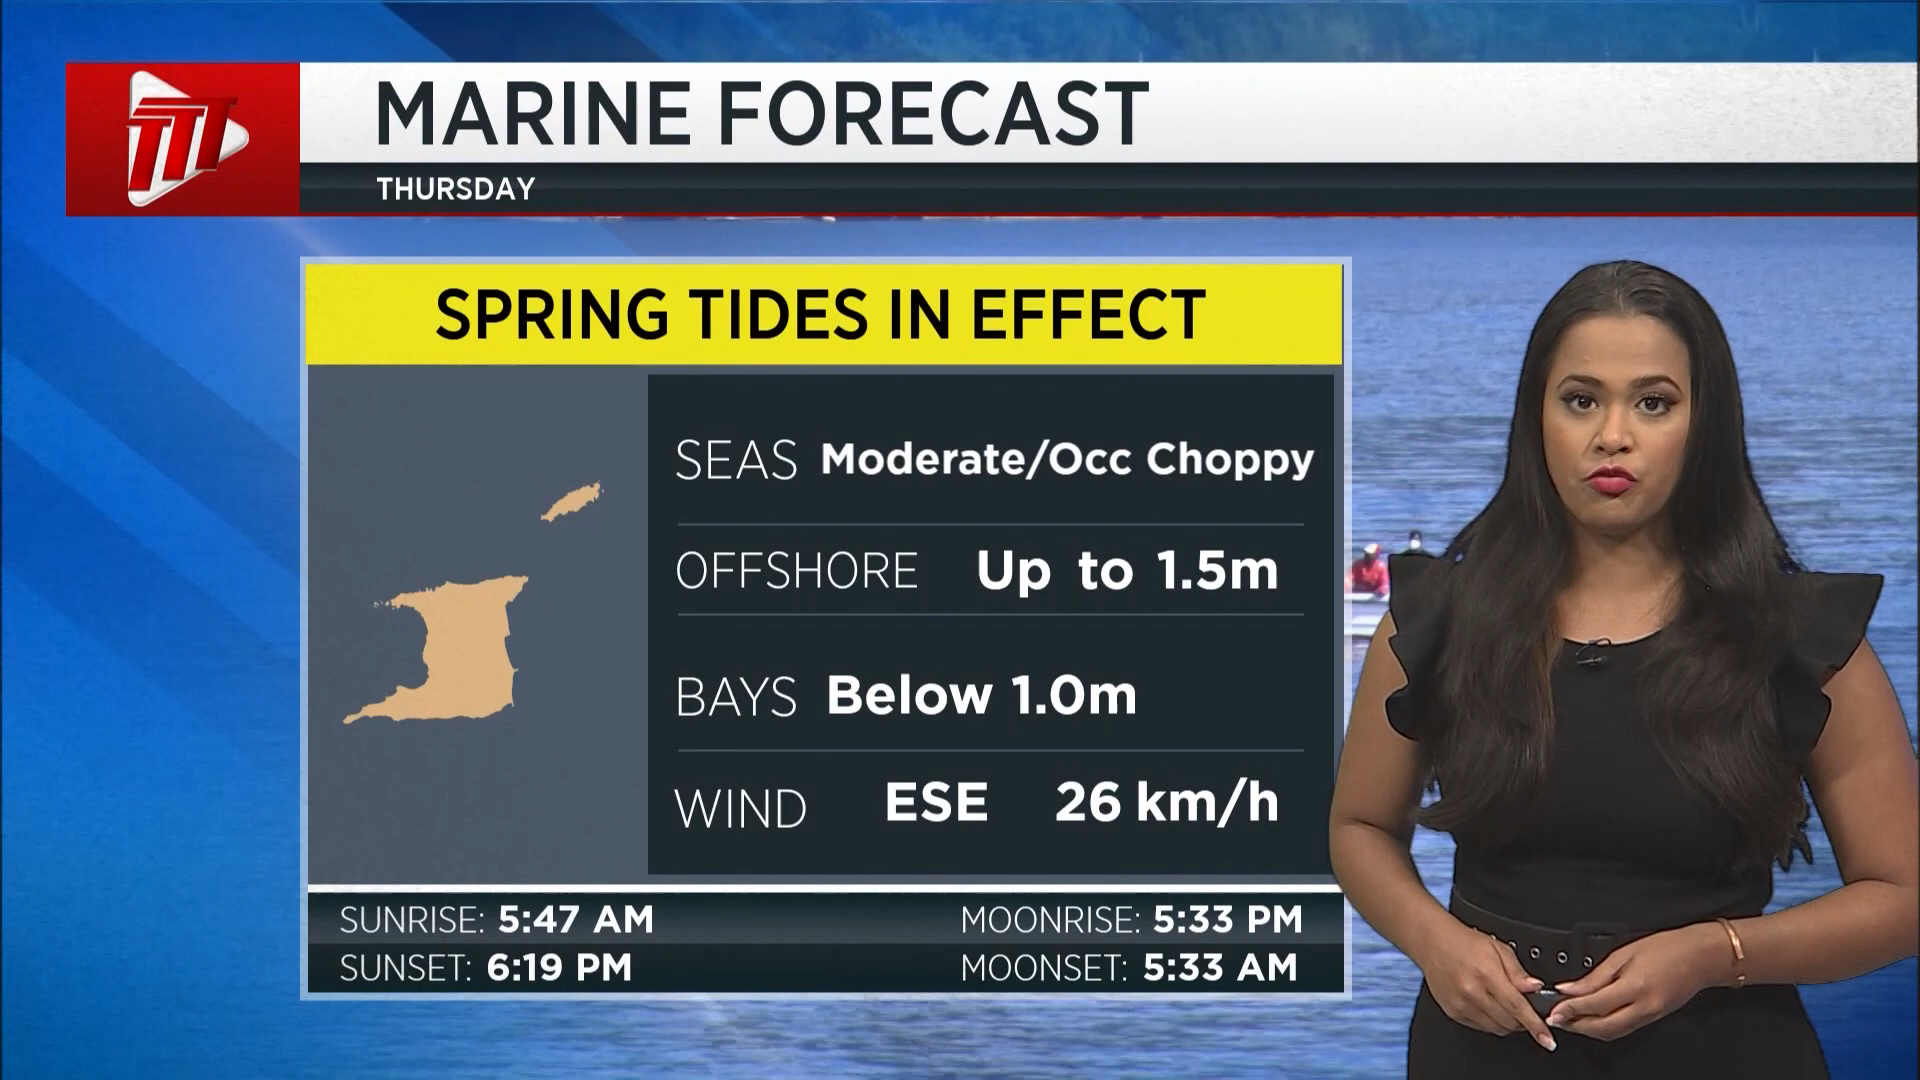 TTT
MARINE FORECAST
THURSDAY
SPRING TIDES IN EFFECT
SEAS Moderate/Occ Choppy
OFFSHORE Up to 1.5m
BAYS Below 1.0m
WIND ESE 26 km/h
SUNRISE: 5:47 AM MOONRISE: 5:33 PM
SUNSET: 6:19 PM MOONSET: 5:33 AM